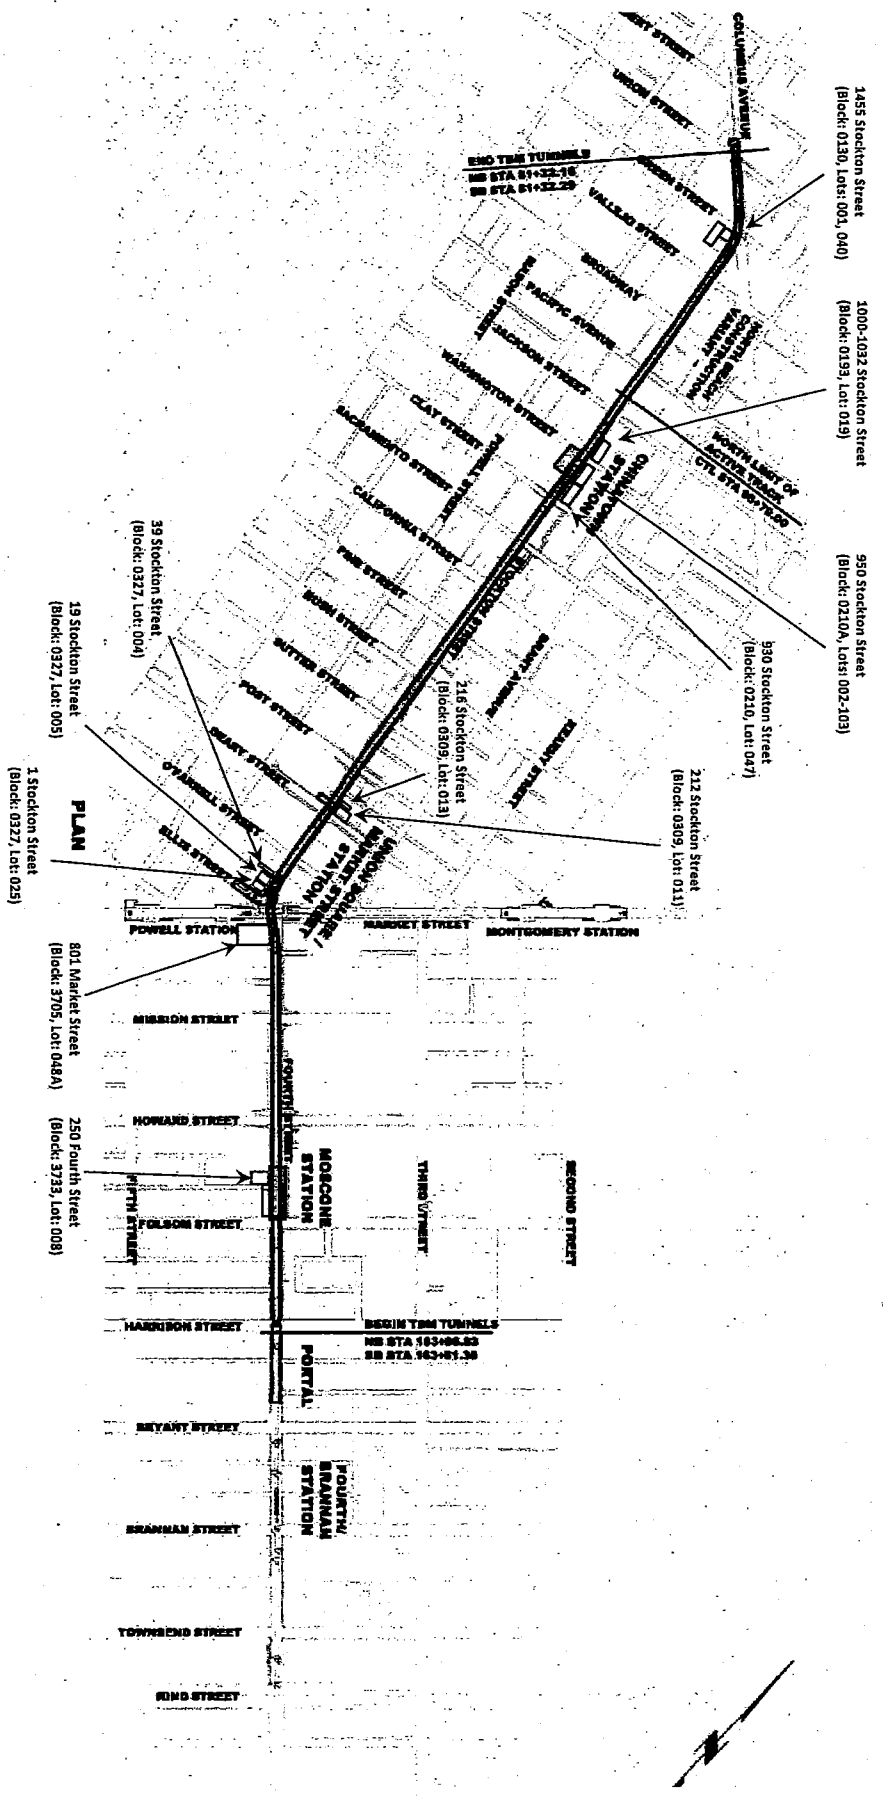 COLUMBUS AVENUE
UNION STREET
1455 Stockton Street
(Block: 0130, Lots: 001, 040)
END TBM TUNNELS
GREEN STREET
VALLEJO STREET
BROADWAY
MASON STREET
PACIFIC AVENUE
JACKSON STREET
WASHINGTON STREET
NORTH BEACH
CONSTRUCTION
VARIANT
1000-1032 Stockton Street
(Block: 0193, Lot: 019)
CLAY STREET
SACRAMENTO STREET
POWELL STREET
CHINATOWN
STATION
NORTH LIMIT OF
ACTIVE TRACK
CALIFORNIA STREET
PINE STREET
BUSH STREET
SUTTER STREET
POST STREET
GEARY STREET
O'FARRELL STREET
ELLIS STREET
STOCKTON STREET
GRANT AVENUE
KEARNY STREET
950 Stockton Street
(Block: 0210A, Lots: 002-103)
930 Stockton Street
(Block: 0210, Lot: 047)
216 Stockton Street
(Block: 0309, Lot: 013)
212 Stockton Street
(Block: 0309, Lot: 011)
39 Stockton Street
(Block: 0327, Lot: 004)
19 Stockton Street
(Block: 0327, Lot: 005)
1 Stockton Street
(Block: 0327, Lot: 025)
PLAN
UNION SQUARE /
MARKET STREET
STATION
POWELL STATION
MARKET STREET
MONTGOMERY STATION
801 Market Street
(Block: 3705, Lot: 048A)
MISSION STREET
FOURTH STREET
HOWARD STREET
250 Fourth Street
(Block: 3733, Lot: 008)
MOSCONE
STATION
THIRD STREET
SECOND STREET
FIFTH STREET
FOLSOM STREET
HARRISON STREET
BEGIN TBM TUNNELS
PORTAL
BRYANT STREET
FOURTH/
BRANNAN
STATION
BRANNAN STREET
TOWNSEND STREET
KING STREET